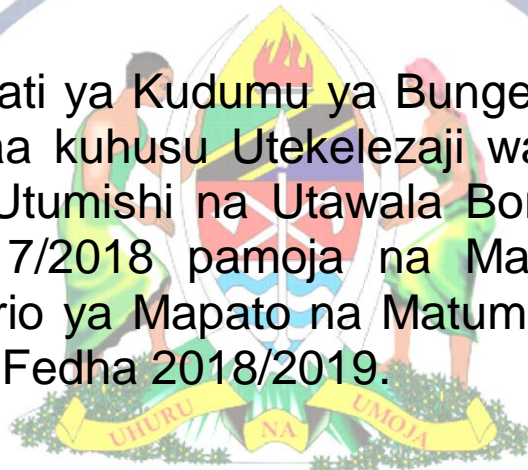 ati ya Kudumu ya Bunge
aa kuhusu Utekelezaji wa
Utumishi na Utawala Bor
7/2018 pamoja na Ma
rio ya Mapato na Matum
Fedha 2018/2019.
UHURU NA UMOJA